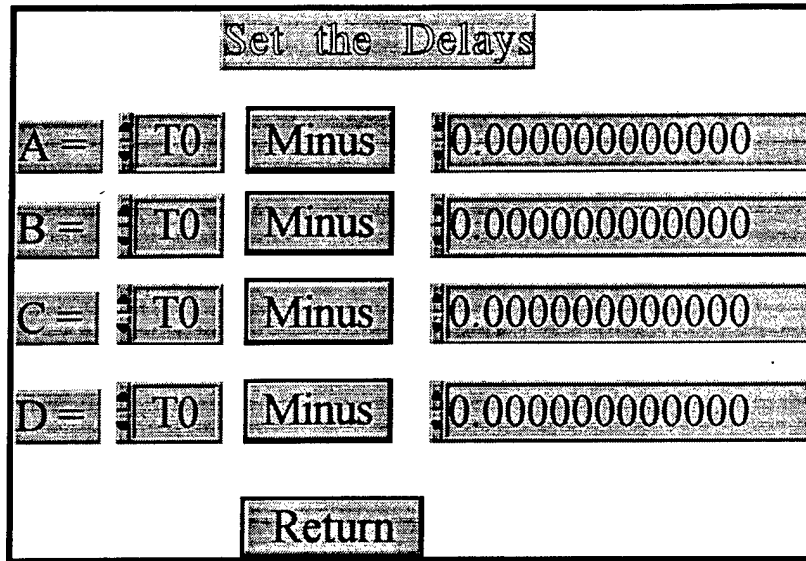 Set the Delays
A = T0 Minus 0.000000000000
B = T0 Minus 0.000000000000
C = T0 Minus 0.000000000000
D = T0 Minus 0.000000000000
Return